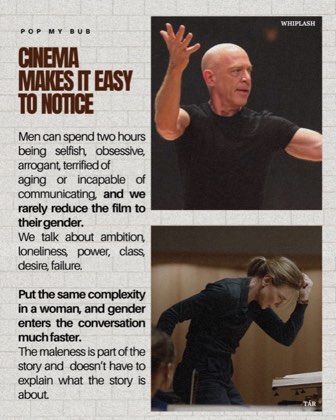 POP MY BUB
WHIPLASH
CINEMA
MAKES IT EASY
TO NOTICE
Men can spend two hours
being selfish, obsessive,
arrogant, terrified of
aging or incapable of
communicating, and we
rarely reduce the film to
their gender.
We talk about ambition,
loneliness, power, class,
desire, failure.
Put the same complexity
in a woman, and gender
enters the conversation
much faster.
The maleness is part of the
story and doesn't have to
explain what the story is
about.
TÁR